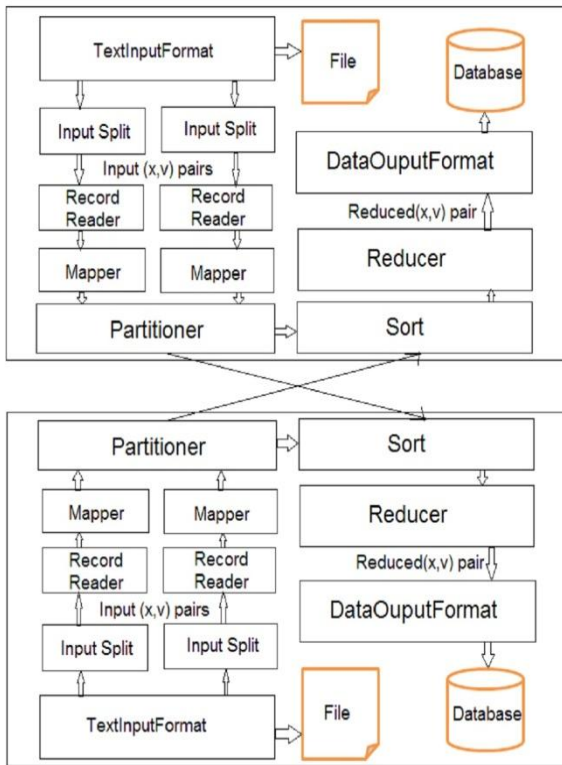 TextInputFormat
File
Database
Input Split
Input Split
DataOuputFormat
Input (x,v) pairs
Record
Reader
Record
Reader
Reduced(x,v) pair
Mapper
Mapper
Reducer
Partitioner
Sort
Partitioner
Sort
Mapper
Mapper
Reducer
Record
Reader
Record
Reader
Reduced(x,v) pair
Input (x,v) pairs
DataOuputFormat
Input Split
Input Split
TextInputFormat
File
Database